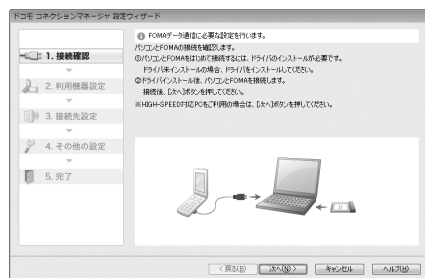 ドコモ コネクションマネージャ 設定ウィザード
FOMAデータ通信に必要な設定を行います。
パソコンとFOMAの接続を確認します。
①パソコンとFOMAをはじめて接続するには、ドライバのインストールが必要です。
ドライバ未インストールの場合、ドライバをインストールしてください。
②ドライバインストール後、パソコンとFOMAを接続します。
接続後、[次へ]ボタンを押してください。
※HIGH-SPEED対応PCをご利用の場合は、[次へ]ボタンを押してください。
1. 接続確認
2. 利用機器設定
3. 接続先設定
4. その他の設定
5. 完了
< 戻る(B)
次へ(N) >
キャンセル
ヘルプ(H)